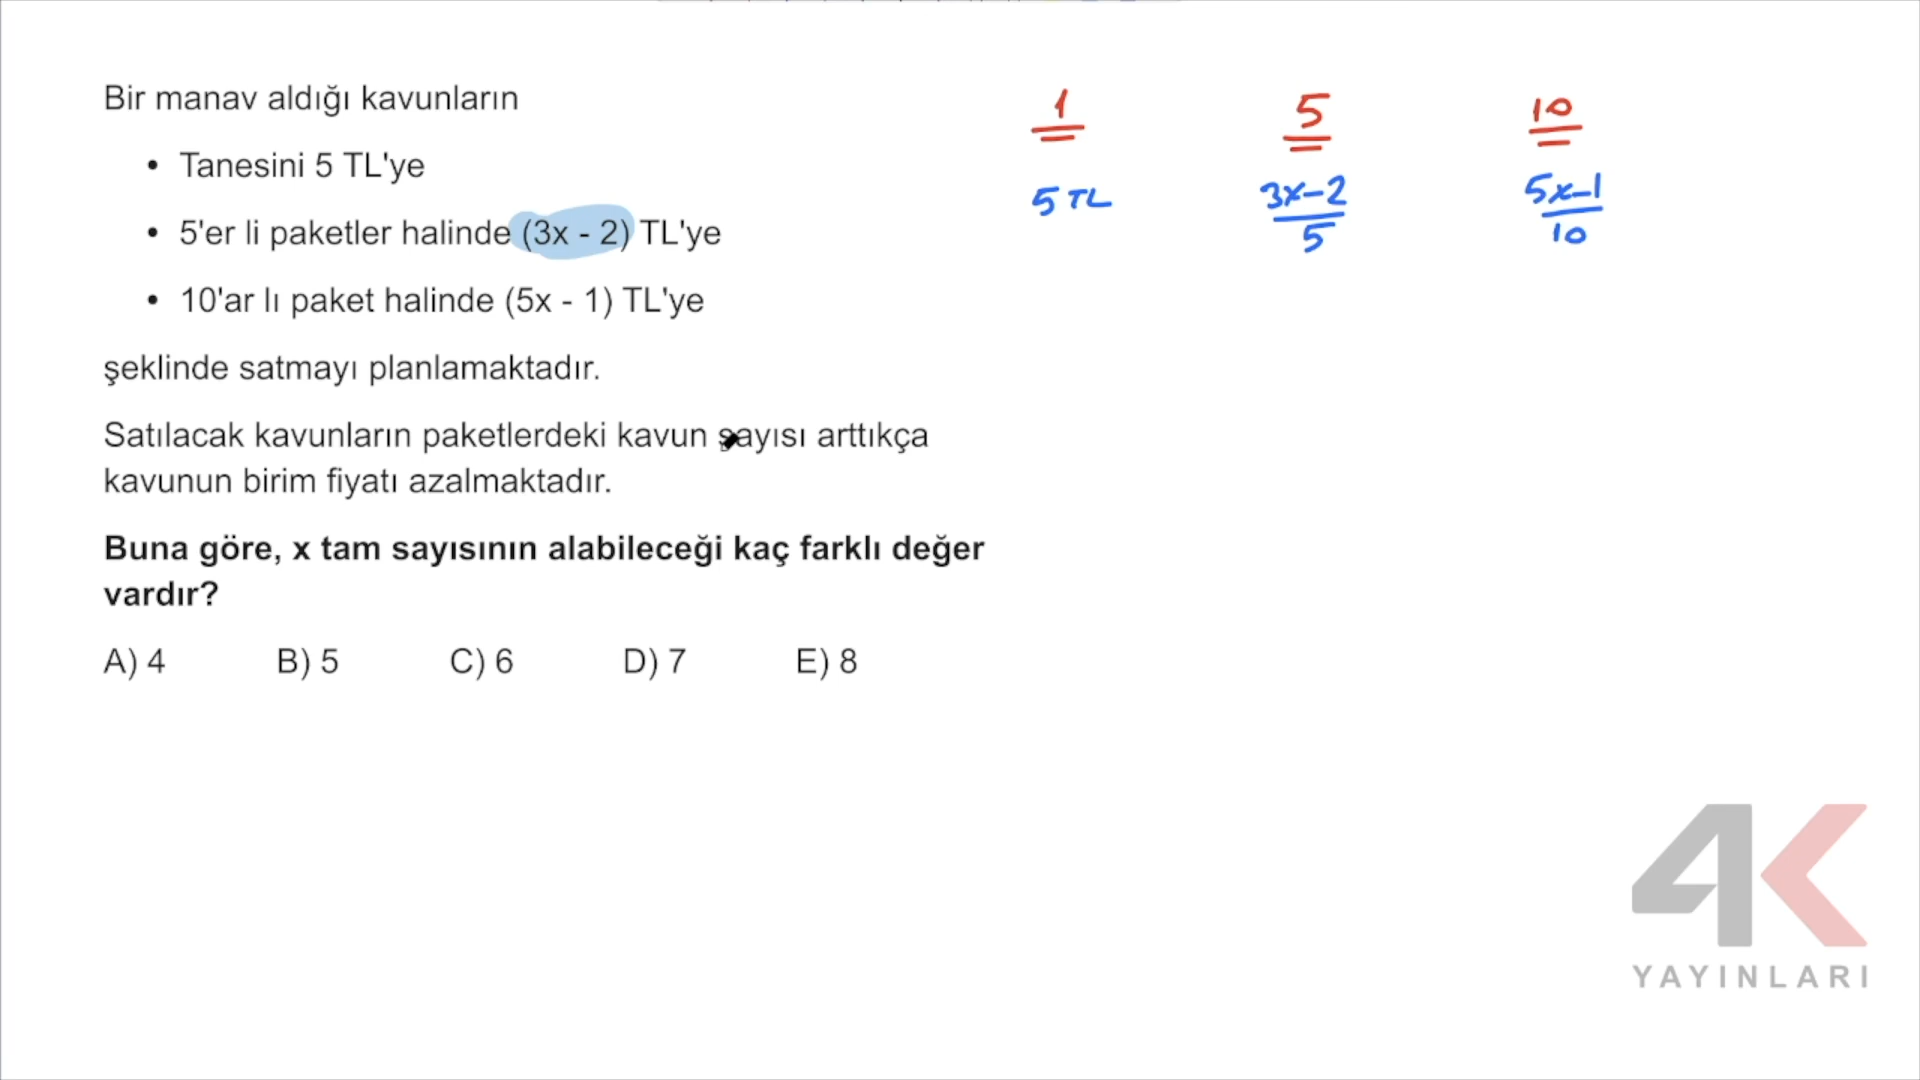 Bir manav aldığı kavunların
• Tanesini 5 TL'ye
• 5'er li paketler halinde (3x - 2) TL'ye
• 10'ar lı paket halinde (5x - 1) TL'ye
şeklinde satmayı planlamaktadır.
Satılacak kavunların paketlerdeki kavun sayısı arttıkça
kavunun birim fiyatı azalmaktadır.
Buna göre, x tam sayısının alabileceği kaç farklı değer
vardır?
A) 4 B) 5 C) 6 D) 7 E) 8
1 5 10
5 TL 3x-2 5x-1
5 10
4K
YAYINLARI